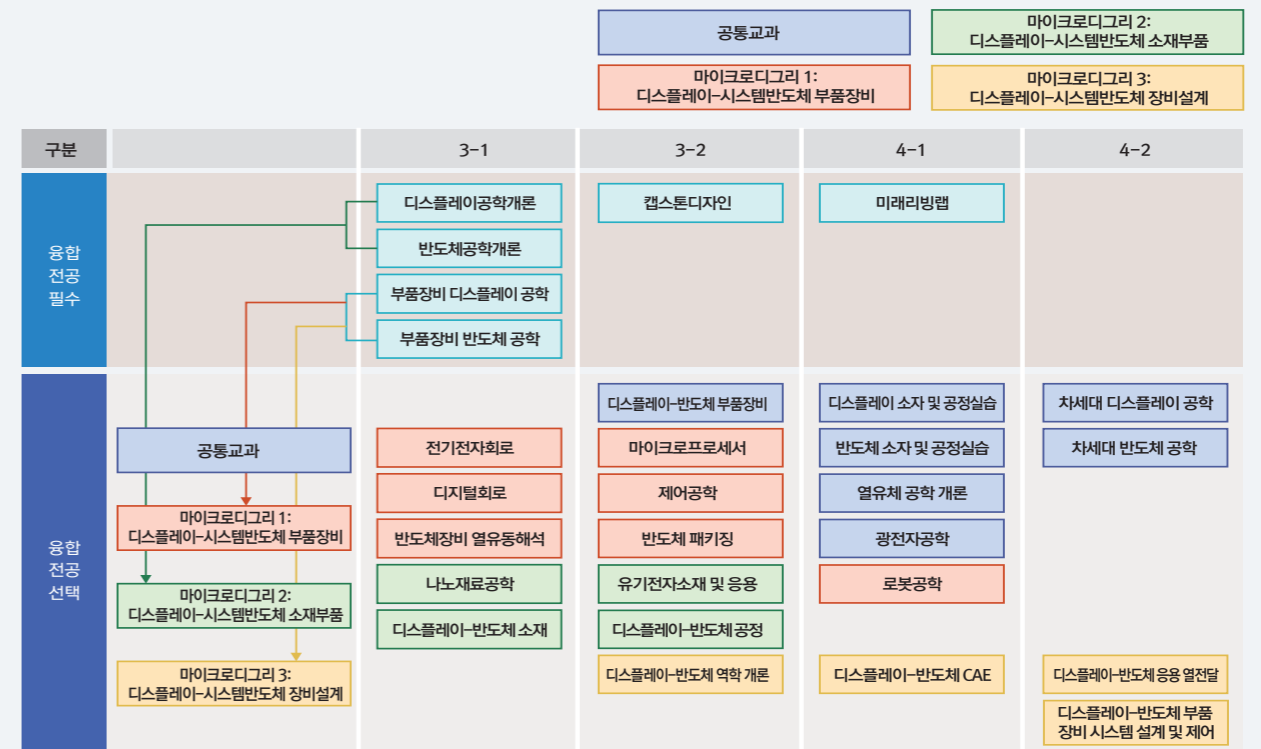 공통교과
마이크로디그리 2:
디스플레이-시스템반도체 소재부품
마이크로디그리 1:
디스플레이-시스템반도체 부품장비
마이크로디그리 3:
디스플레이-시스템반도체 장비설계
구분
3-1
3-2
4-1
4-2
융합
전공
필수
디스플레이공학개론
캡스톤디자인
미래리빙랩
반도체공학개론
부품장비 디스플레이 공학
부품장비 반도체 공학
융합
전공
선택
디스플레이-반도체 부품장비
디스플레이 소자 및 공정실습
차세대 디스플레이 공학
공통교과
전기전자회로
마이크로프로세서
반도체 소자 및 공정실습
차세대 반도체 공학
디지털회로
제어공학
열유체 공학 개론
마이크로디그리 1:
디스플레이-시스템반도체 부품장비
반도체장비 열유동해석
반도체 패키징
광전자공학
나노재료공학
유기전자소재 및 응용
로봇공학
마이크로디그리 2:
디스플레이-시스템반도체 소재부품
디스플레이-반도체 소재
디스플레이-반도체 공정
마이크로디그리 3:
디스플레이-시스템반도체 장비설계
디스플레이-반도체 역학 개론
디스플레이-반도체 CAE
디스플레이-반도체 응용 열전달
디스플레이-반도체 부품
장비 시스템 설계 및 제어